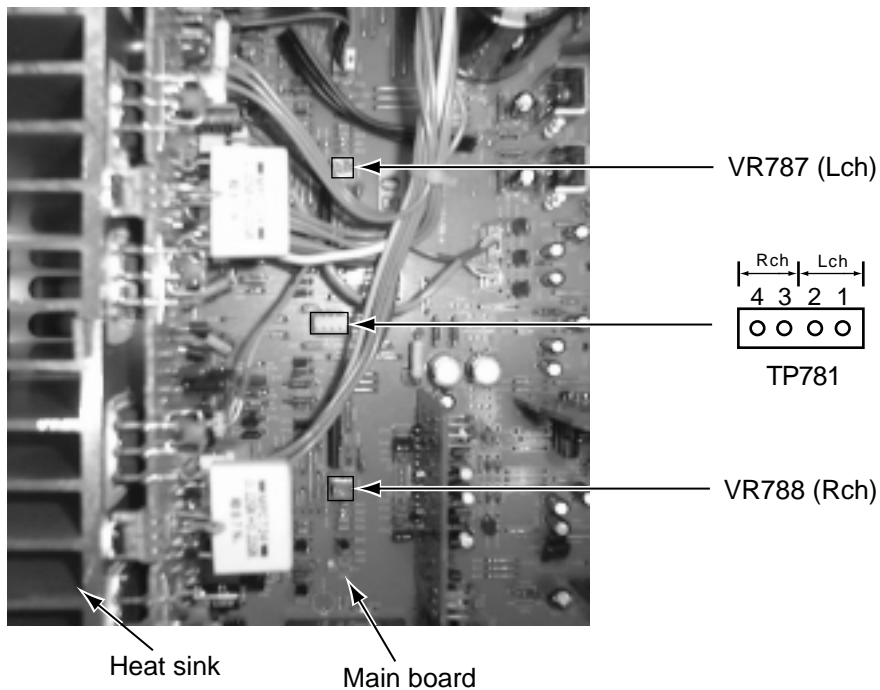 VR787 (Lch)
Rch Lch
4 3 2 1
TP781
VR788 (Rch)
Heat sink
Main board